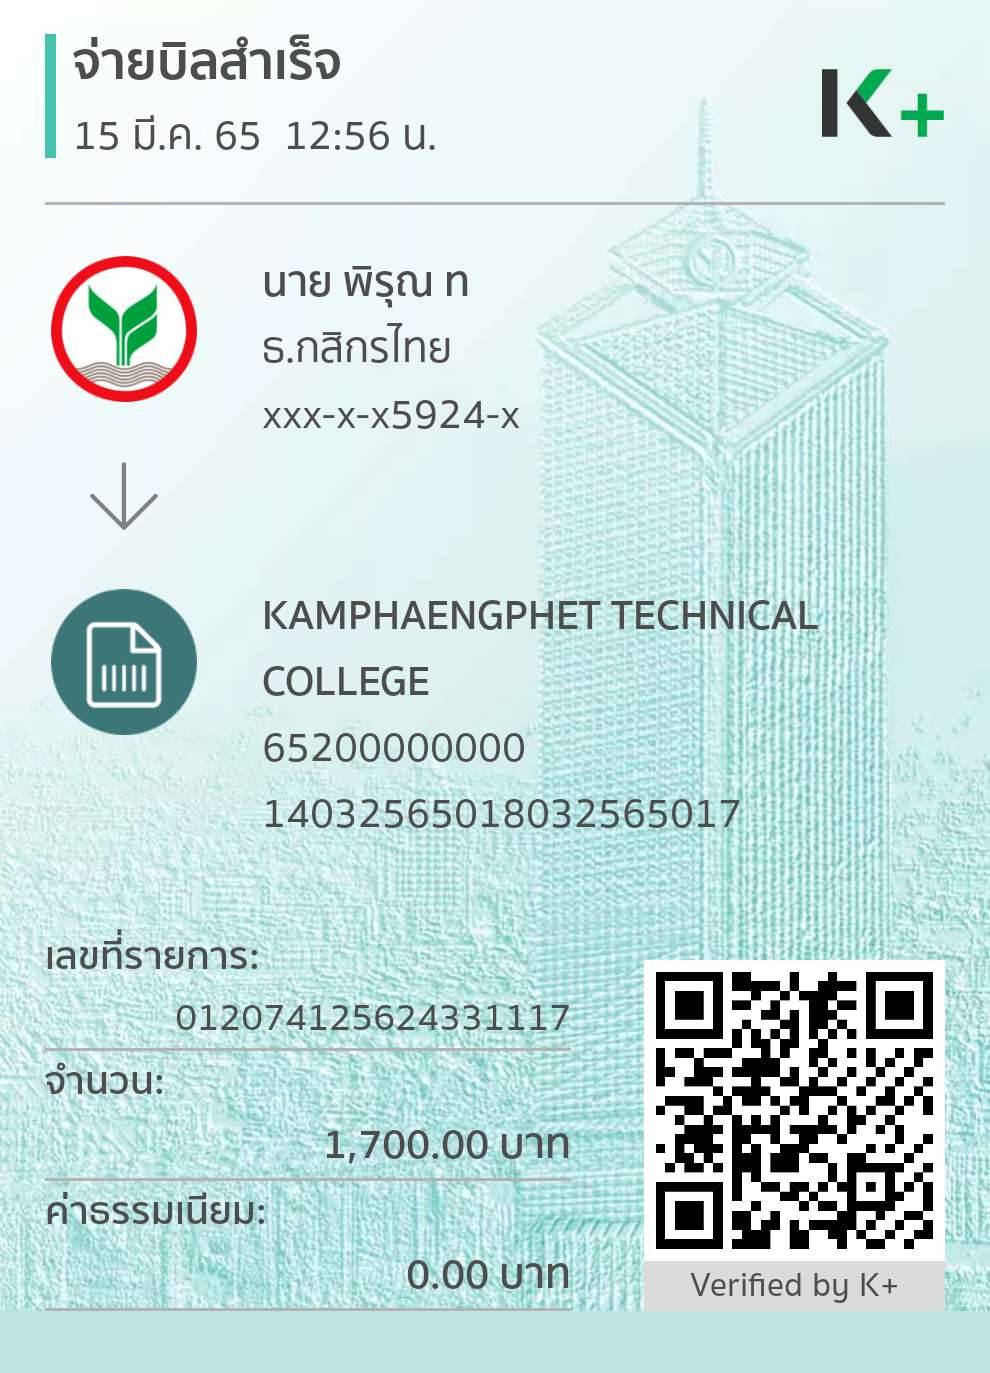 จ่ายบิลสำเร็จ
15 มี.ค. 65 12:56 น.
K+
นาย พิรุณ ท
ธ.กสิกรไทย
xxx-x-x5924-x
KAMPHAENGPHET TECHNICAL
COLLEGE
65200000000
14032565018032565017
เลขที่รายการ:
012074125624331117
จำนวน:
1,700.00 บาท
ค่าธรรมเนียม:
0.00 บาท
Verified by K+